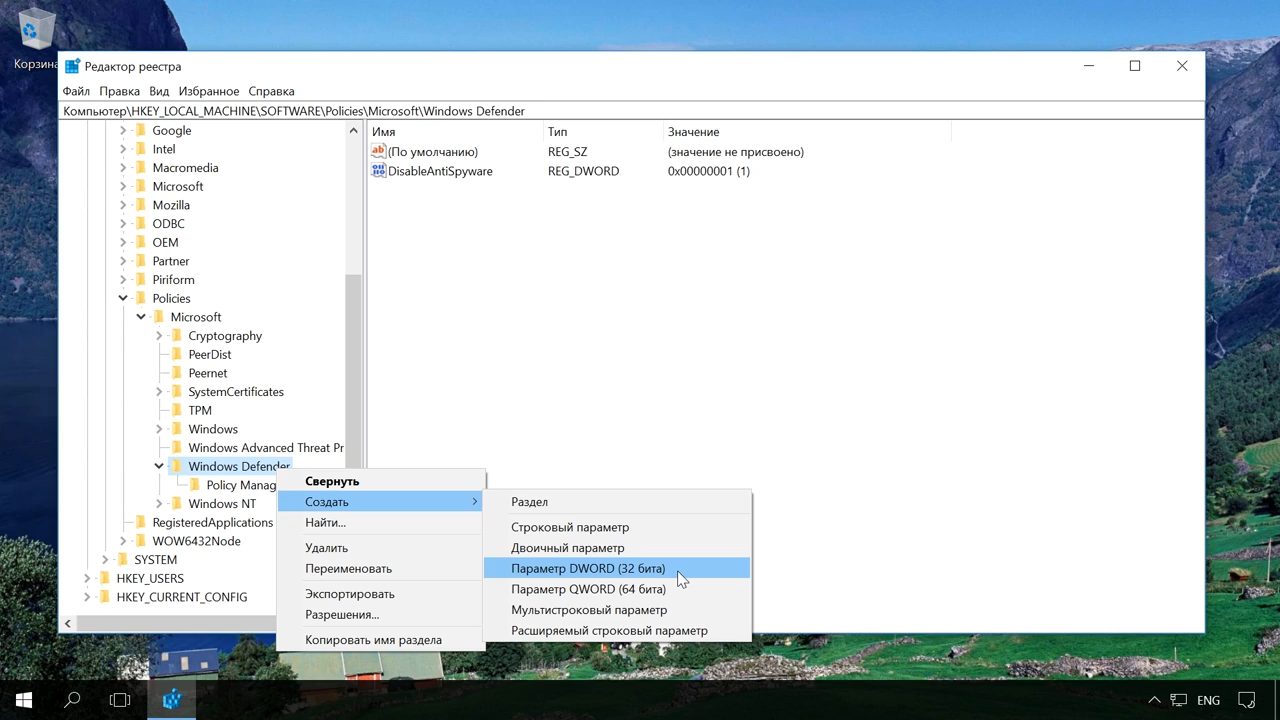 Корзина
Редактор реестра
Файл Правка Вид Избранное Справка
Компьютер\HKEY_LOCAL_MACHINE\SOFTWARE\Policies\Microsoft\Windows Defender
Имя Тип Значение
(По умолчанию) REG_SZ (значение не присвоено)
DisableAntiSpyware REG_DWORD 0x00000001 (1)
Google
Intel
Macromedia
Microsoft
Mozilla
ODBC
OEM
Partner
Piriform
Policies
Microsoft
Cryptography
PeerDist
Peernet
SystemCertificates
TPM
Windows
Windows Advanced Threat Pr
Windows Defender
Policy Manag
Windows NT
RegisteredApplications
WOW6432Node
SYSTEM
HKEY_USERS
HKEY_CURRENT_CONFIG
Свернуть
Создать
Найти...
Удалить
Переименовать
Экспортировать
Разрешения...
Копировать имя раздела
Раздел
Строковый параметр
Двоичный параметр
Параметр DWORD (32 бита)
Параметр QWORD (64 бита)
Мультистроковый параметр
Расширяемый строковый параметр
ENG